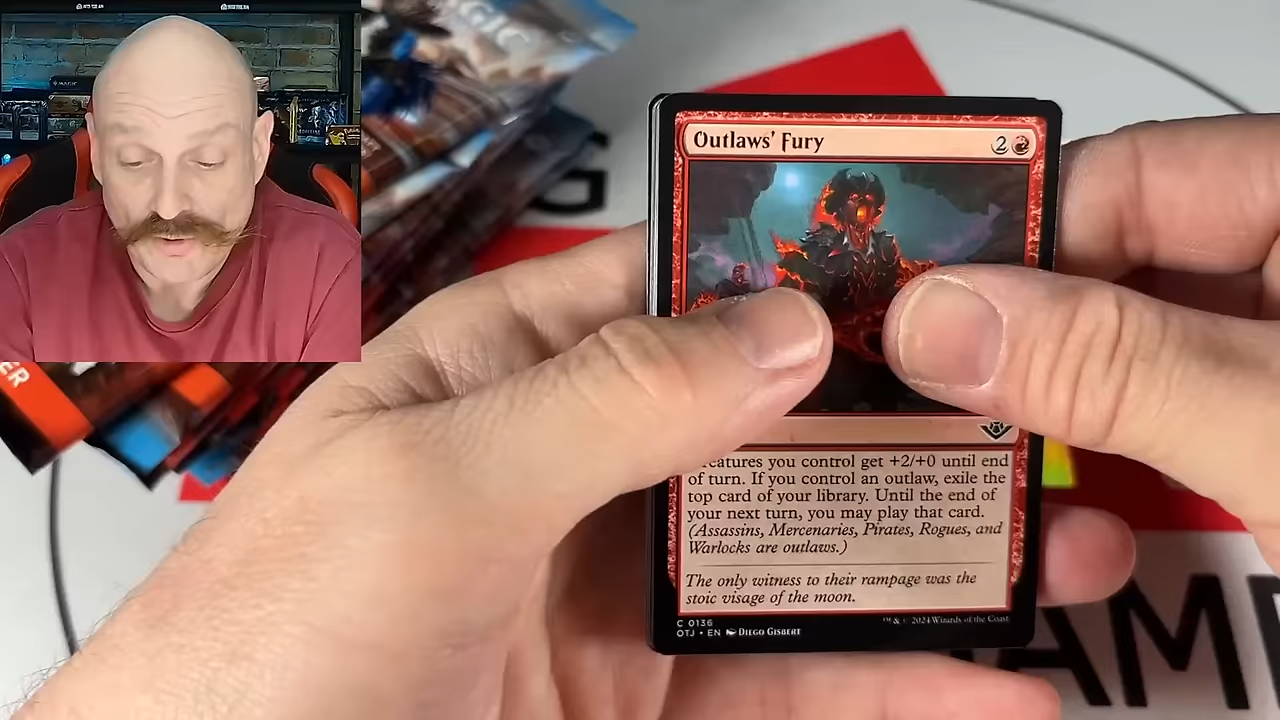 MAGIC
G
Outlaws' Fury
2
creatures you control get +2/+0 until end
of turn. If you control an outlaw, exile the
top card of your library. Until the end of
your next turn, you may play that card.
(Assassins, Mercenaries, Pirates, Rogues, and
Warlocks are outlaws.)
The only witness to their rampage was the
stoic visage of the moon.
C 0136
OTJ • EN DIEGO GISBERT
™ & © 2024 Wizards of the Coast
ER
GAME